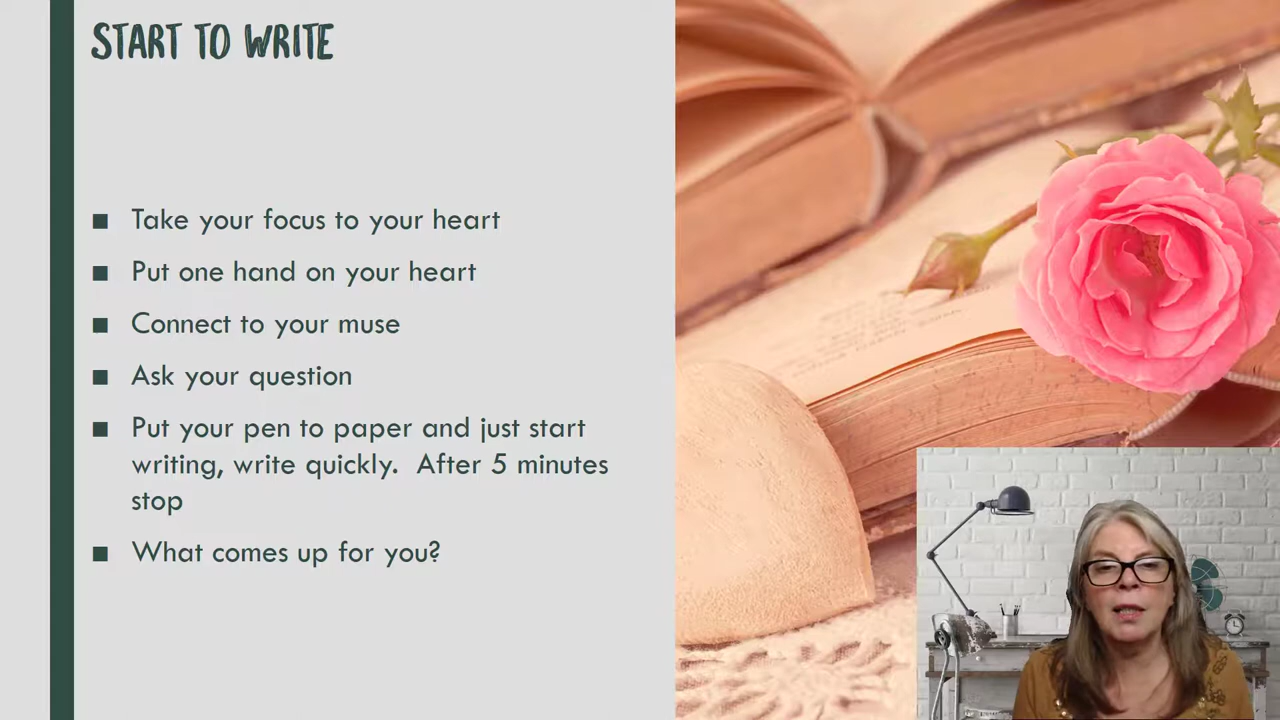 START TO WRITE
■ Take your focus to your heart
■ Put one hand on your heart
■ Connect to your muse
■ Ask your question
■ Put your pen to paper and just start
writing, write quickly.  After 5 minutes
stop
■ What comes up for you?